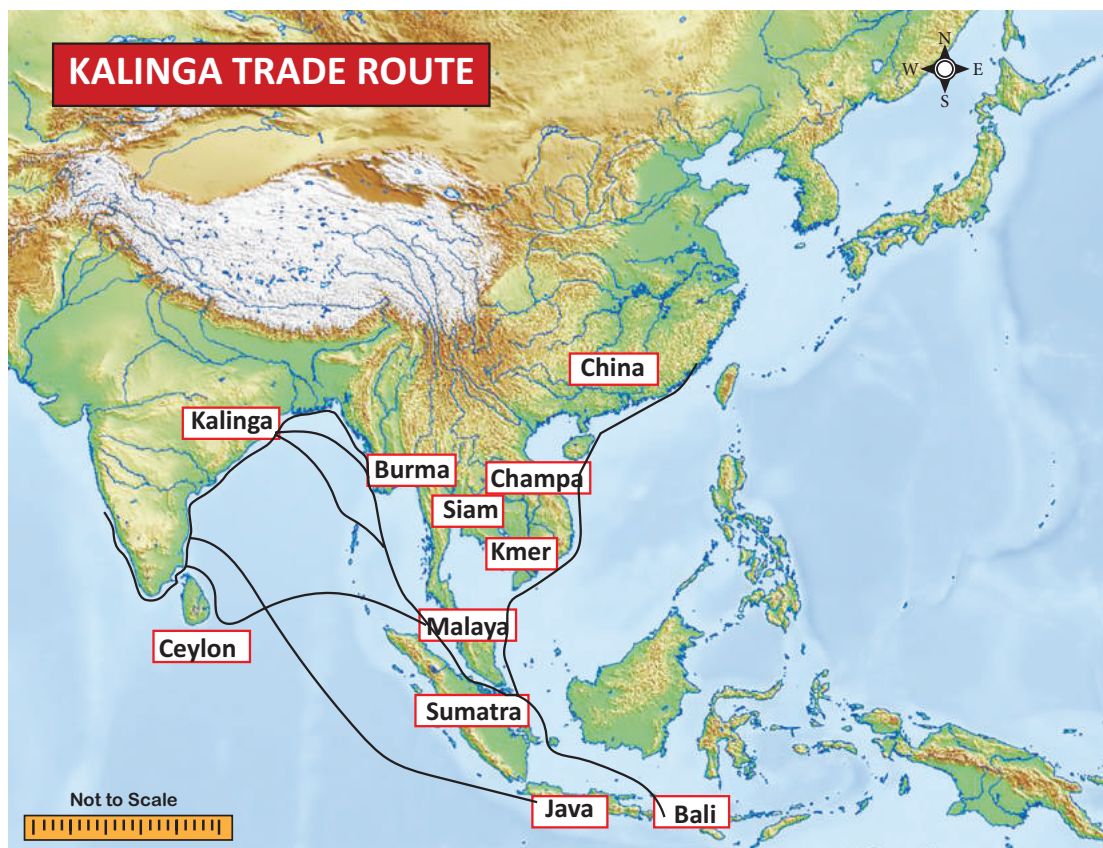 KALINGA TRADE ROUTE
N
W E
S
China
Kalinga
Burma
Champa
Siam
Kmer
Malaya
Ceylon
Sumatra
Not to Scale
Java
Bali